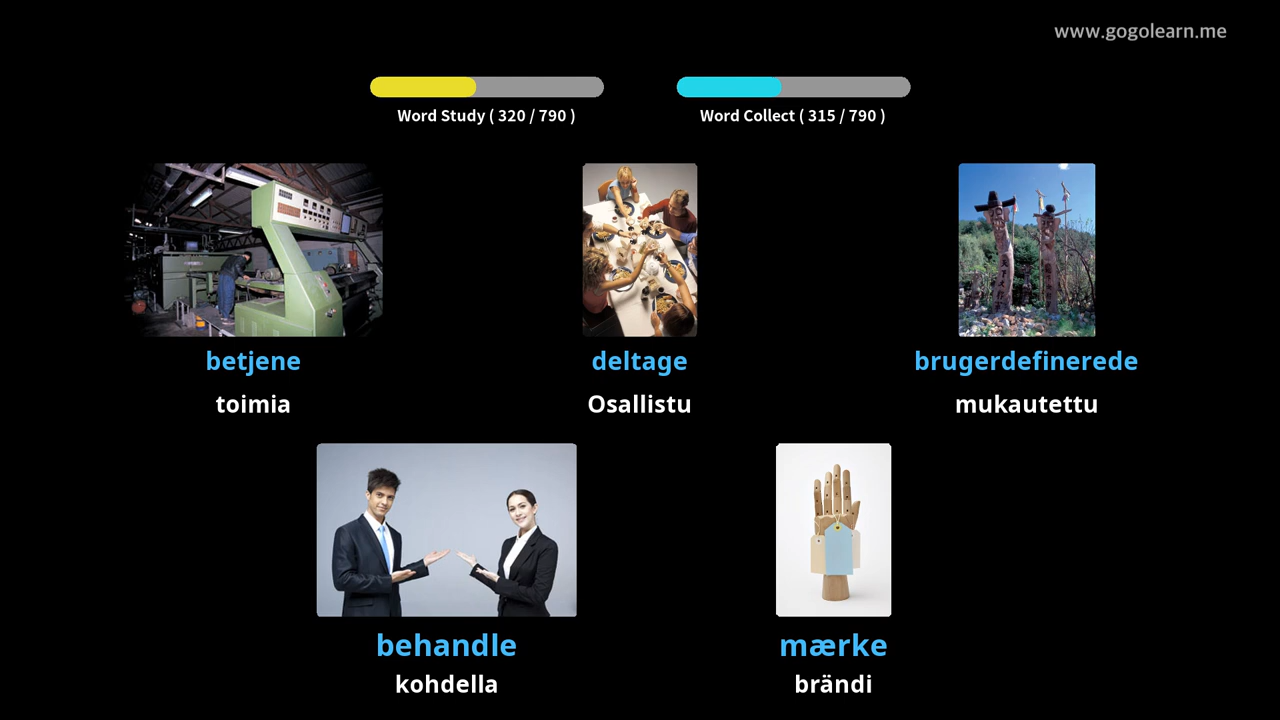 www.gogolearn.me
Word Study ( 320 / 790 )
Word Collect ( 315 / 790 )
betjene
toimia
deltage
Osallistu
brugerdefinerede
mukautettu
behandle
kohdella
mærke
brändi